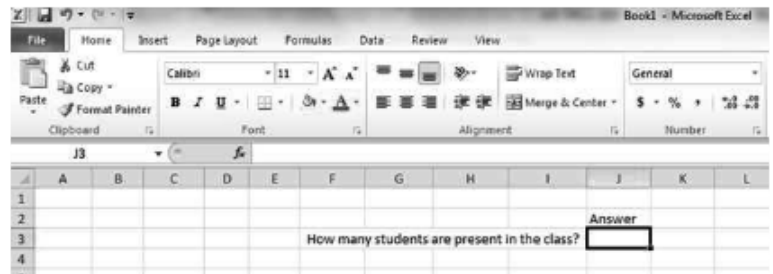 Book1 - Microsoft Excel
File Home Insert Page Layout Formulas Data Review View
Cut
Copy
Format Painter
Paste
Calibri 11 A A
B I U A
Wrap Text
Merge & Center
General
$ % ,
Clipboard Font Alignment Number
J3 fx
A B C D E F G H I J K L
1
2 Answer
3 How many students are present in the class?
4